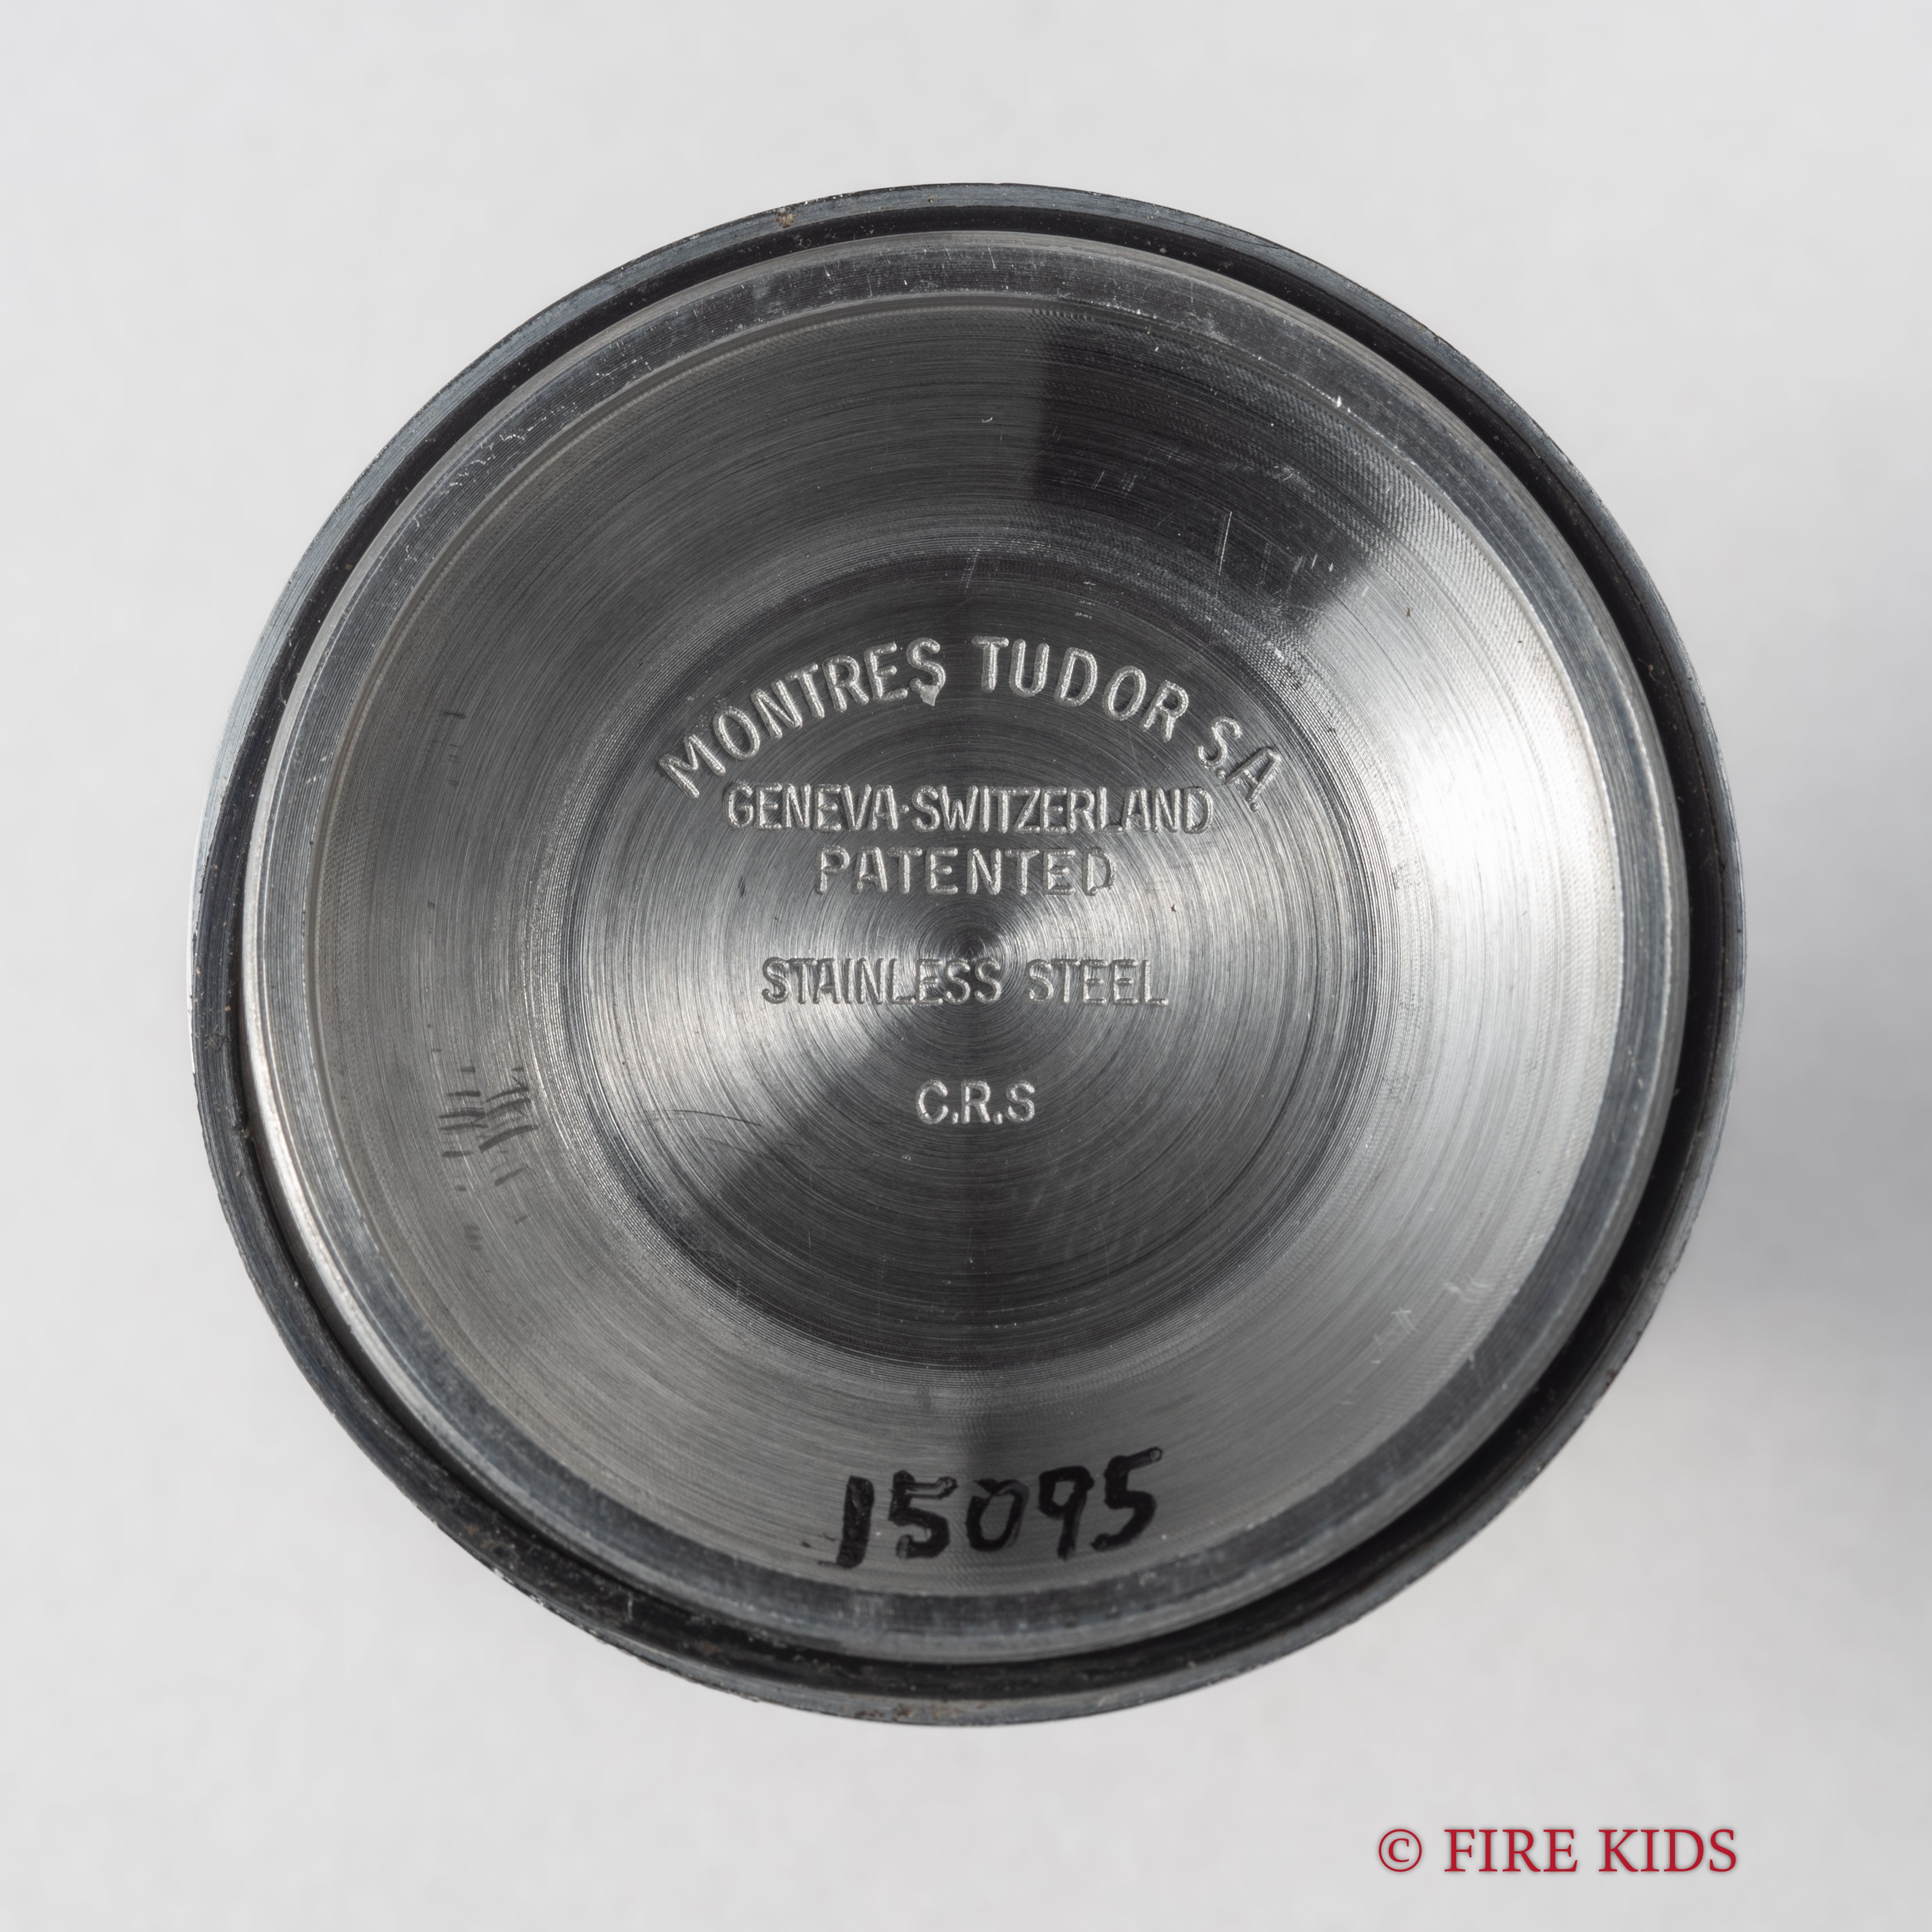 MONTRES TUDOR S.A
GENEVA·SWITZERLAND
PATENTED
STAINLESS STEEL
C.R.S
15095
© FIRE KIDS